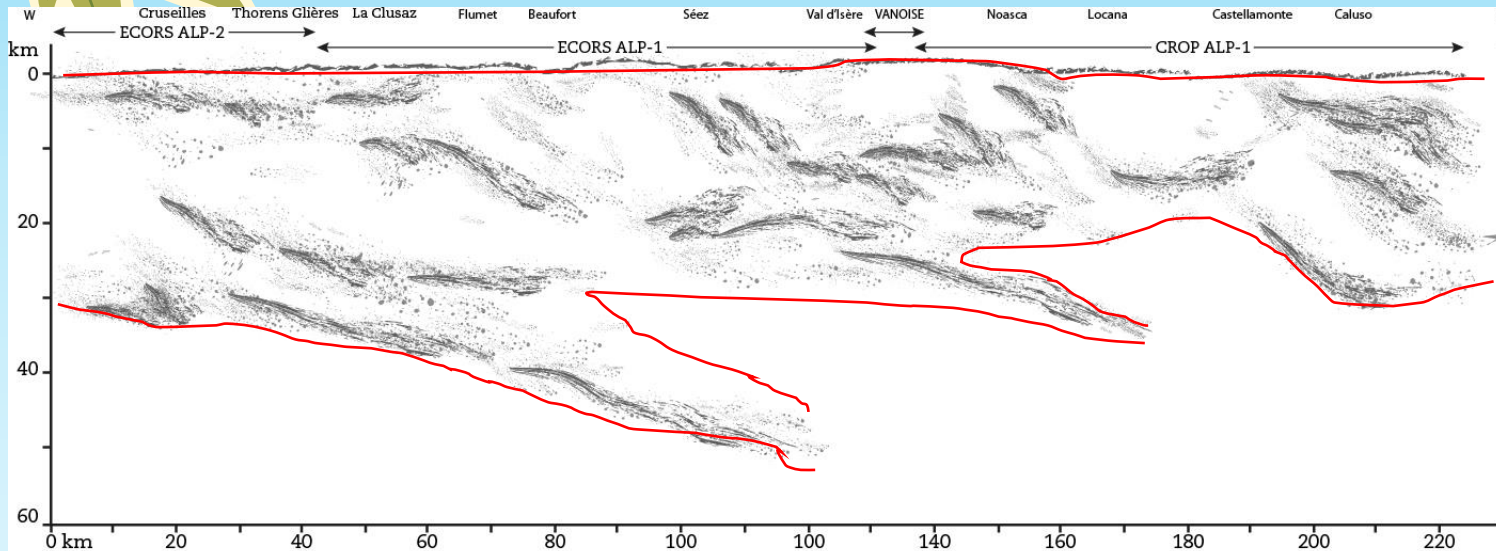 W Cruseilles Thorens Glières La Clusaz Flumet Beaufort Séez Val d'Isère VANOISE Noasca Locana Castellamonte Caluso
ECORS ALP-2 ECORS ALP-1 CROP ALP-1
km
0
20
40
60
0 km 20 40 60 80 100 100 140 160 180 200 220